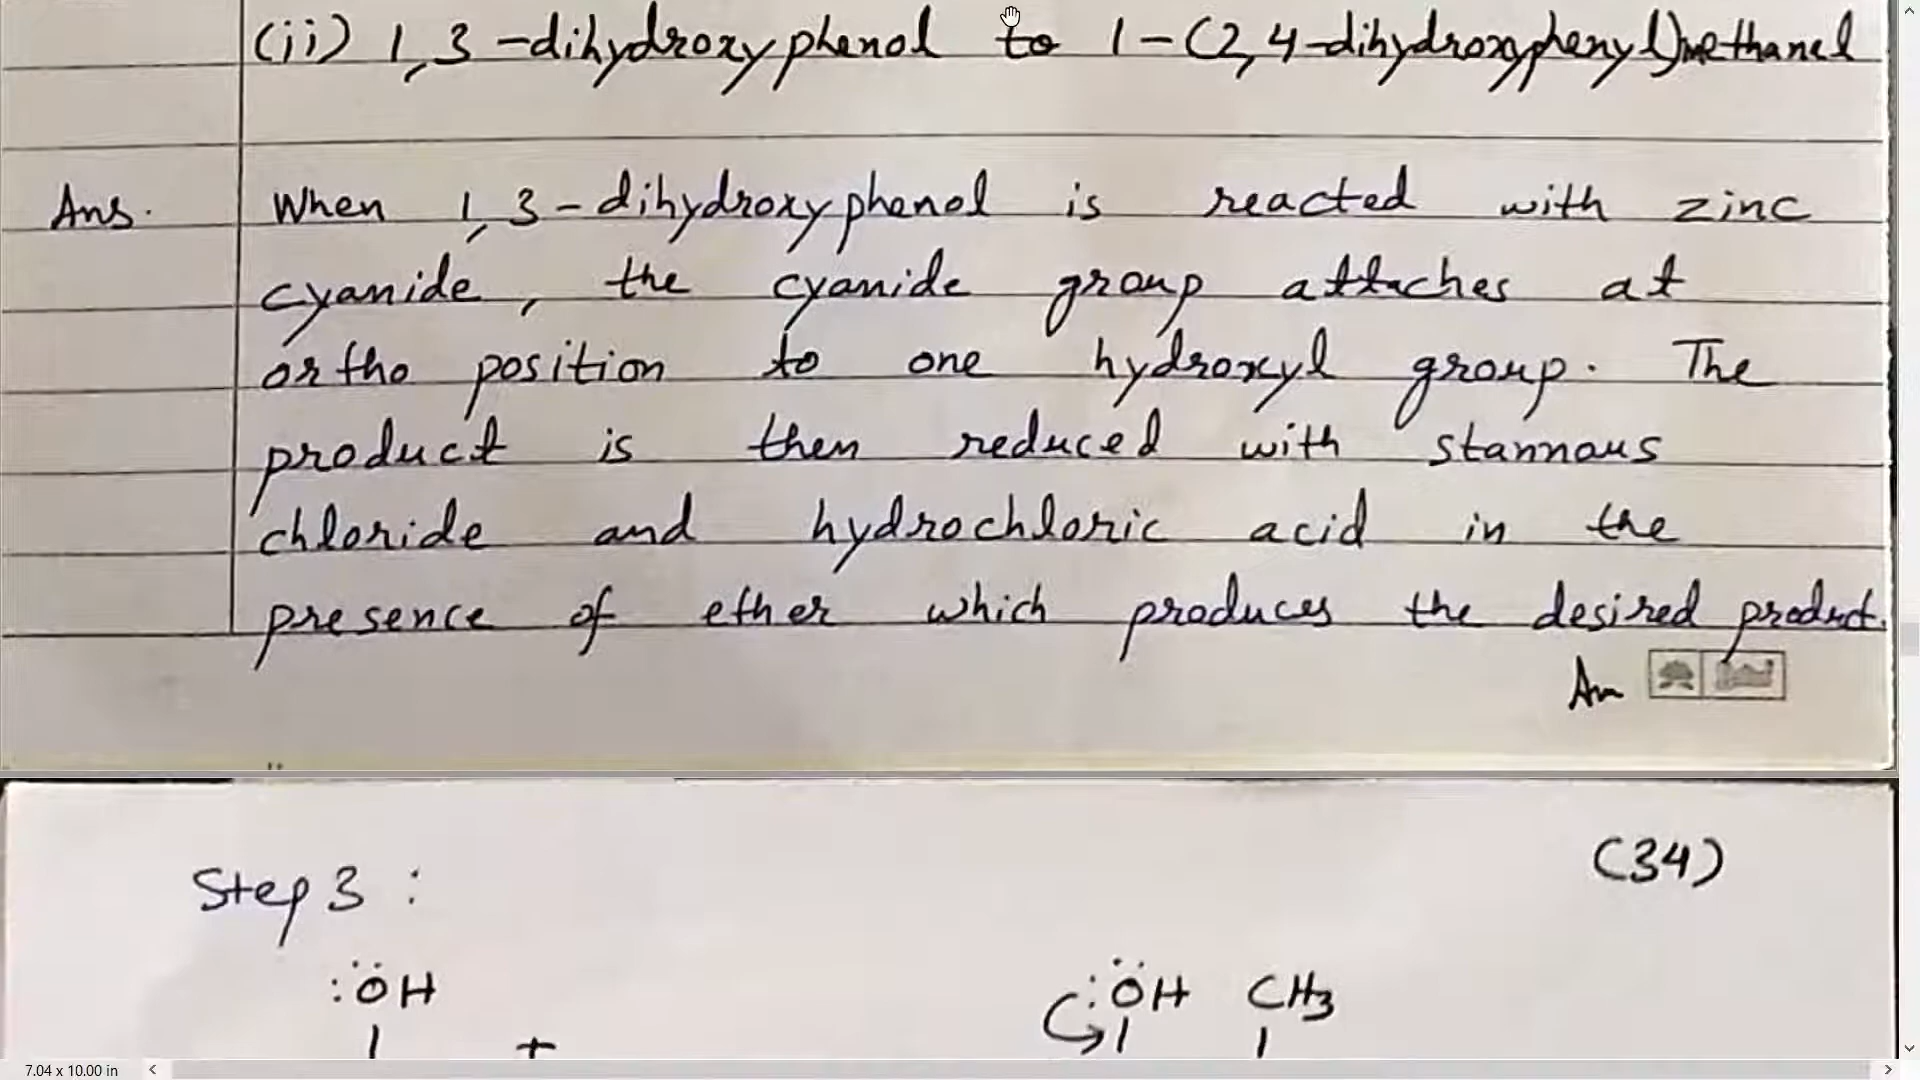 (ii) 1,3-dihydroxyphenol to 1-(2,4-dihydroxyphenyl)methanal
Ans. When 1,3-dihydroxyphenol is reacted with zinc
cyanide, the cyanide group attaches at
ortho position to one hydroxyl group. The
product is then reduced with stannous
chloride and hydrochloric acid in the
presence of ether which produces the desired product.
(34)
Step 3 :
:ÖH :ÖH CH3
+
7.04 x 10.00 in